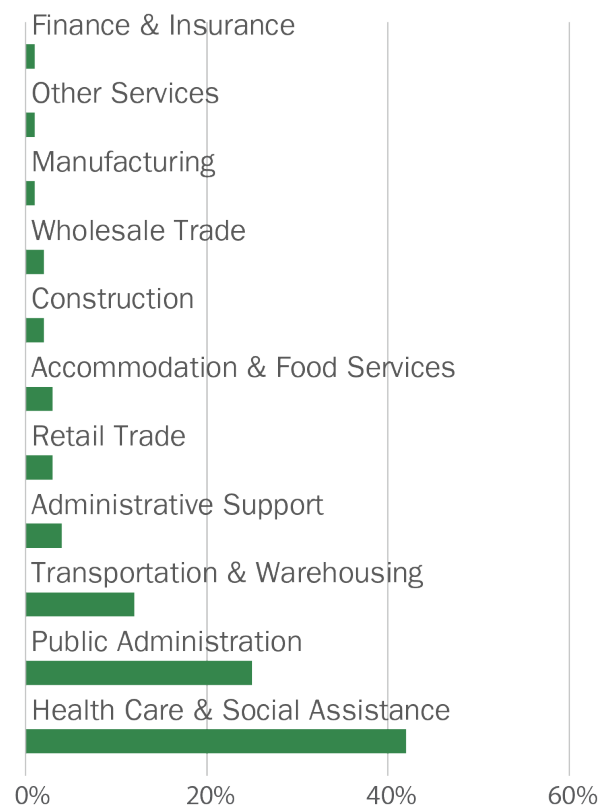 Finance & Insurance
Other Services
Manufacturing
Wholesale Trade
Construction
Accommodation & Food Services
Retail Trade
Administrative Support
Transportation & Warehousing
Public Administration
Health Care & Social Assistance
0% 20% 40% 60%